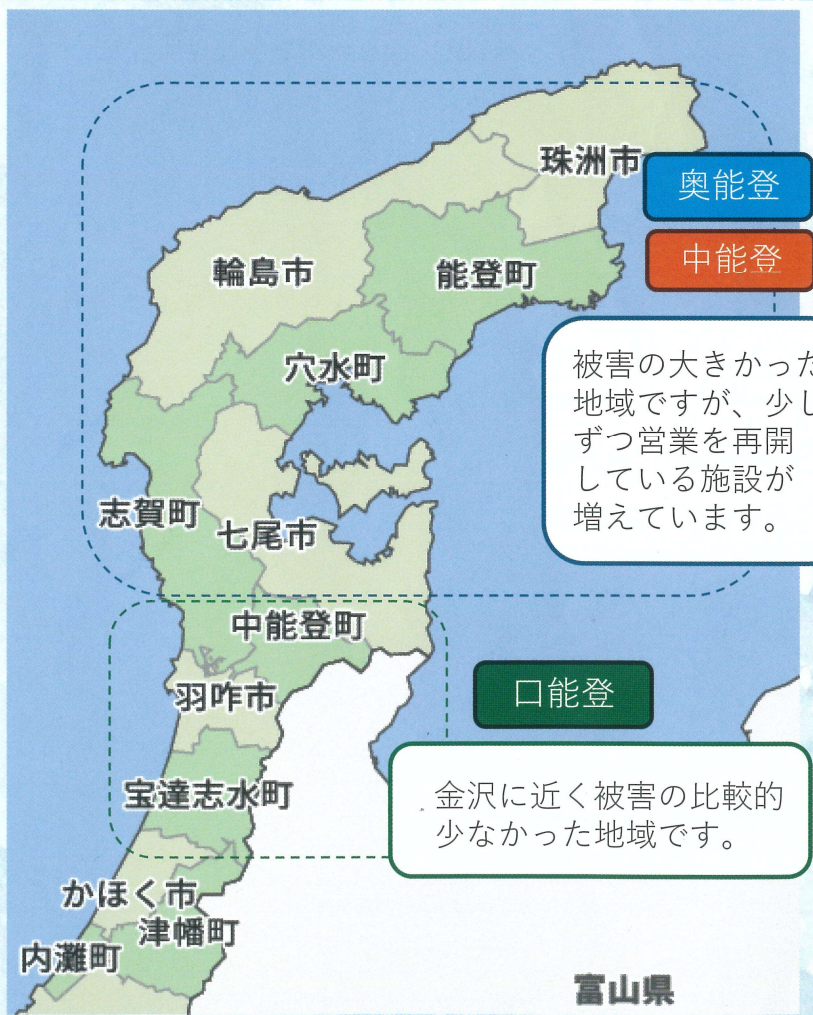 珠洲市
奥能登
中能登
輪島市
能登町
穴水町
被害の大きかった
地域ですが、少し
ずつ営業を再開
している施設が
増えています。
志賀町
七尾市
中能登町
羽咋市
口能登
宝達志水町
金沢に近く被害の比較的
少なかった地域です。
かほく市
津幡町
内灘町
富山県